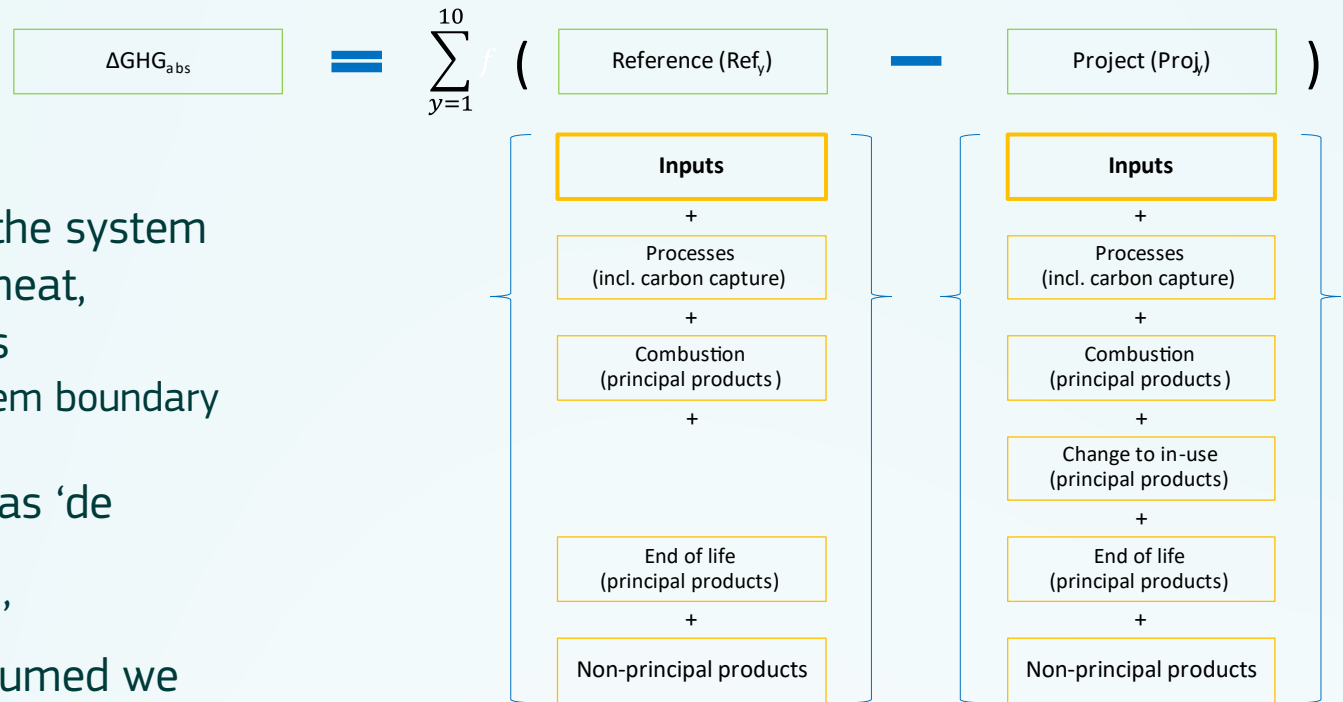 ΔGHGabs = 10 ∑ y=1 ( Reference (Refy) − Project (Projy) )
the system
heat,
s
em boundary
as ‘de
,
umed we
Inputs
+
Processes
(incl. carbon capture)
+
Combustion
(principal products)
+
End of life
(principal products)
+
Non-principal products
Inputs
+
Processes
(incl. carbon capture)
+
Combustion
(principal products)
+
Change to in-use
(principal products)
+
End of life
(principal products)
+
Non-principal products